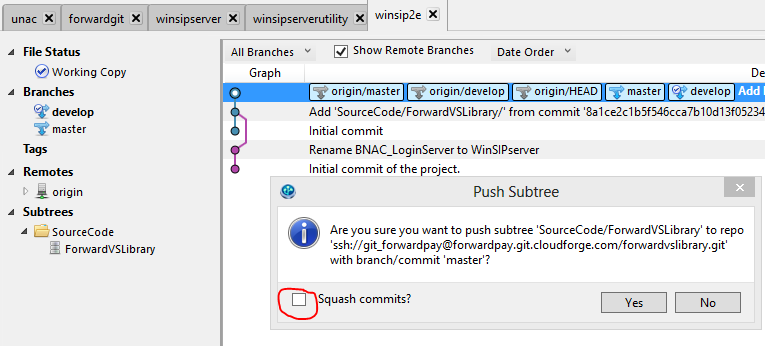 unac
forwardgit
winsipserver
winsipserverutility
winsip2e
File Status
Working Copy
Branches
develop
master
Tags
Remotes
origin
Subtrees
SourceCode
ForwardVSLibrary
All Branches
Show Remote Branches
Date Order
Graph
De
origin/master origin/develop origin/HEAD master develop Add
Add 'SourceCode/ForwardVSLibrary/' from commit '8a1ce2c1b5f546cca7b10d13f05234
Initial commit
Rename BNAC_LoginServer to WinSIPserver
Initial commit of the project.
Push Subtree
Are you sure you want to push subtree 'SourceCode/ForwardVSLibrary' to repo
'ssh://git_forwardpay@forwardpay.git.cloudforge.com/forwardvslibrary.git'
with branch/commit 'master'?
Squash commits?
Yes
No